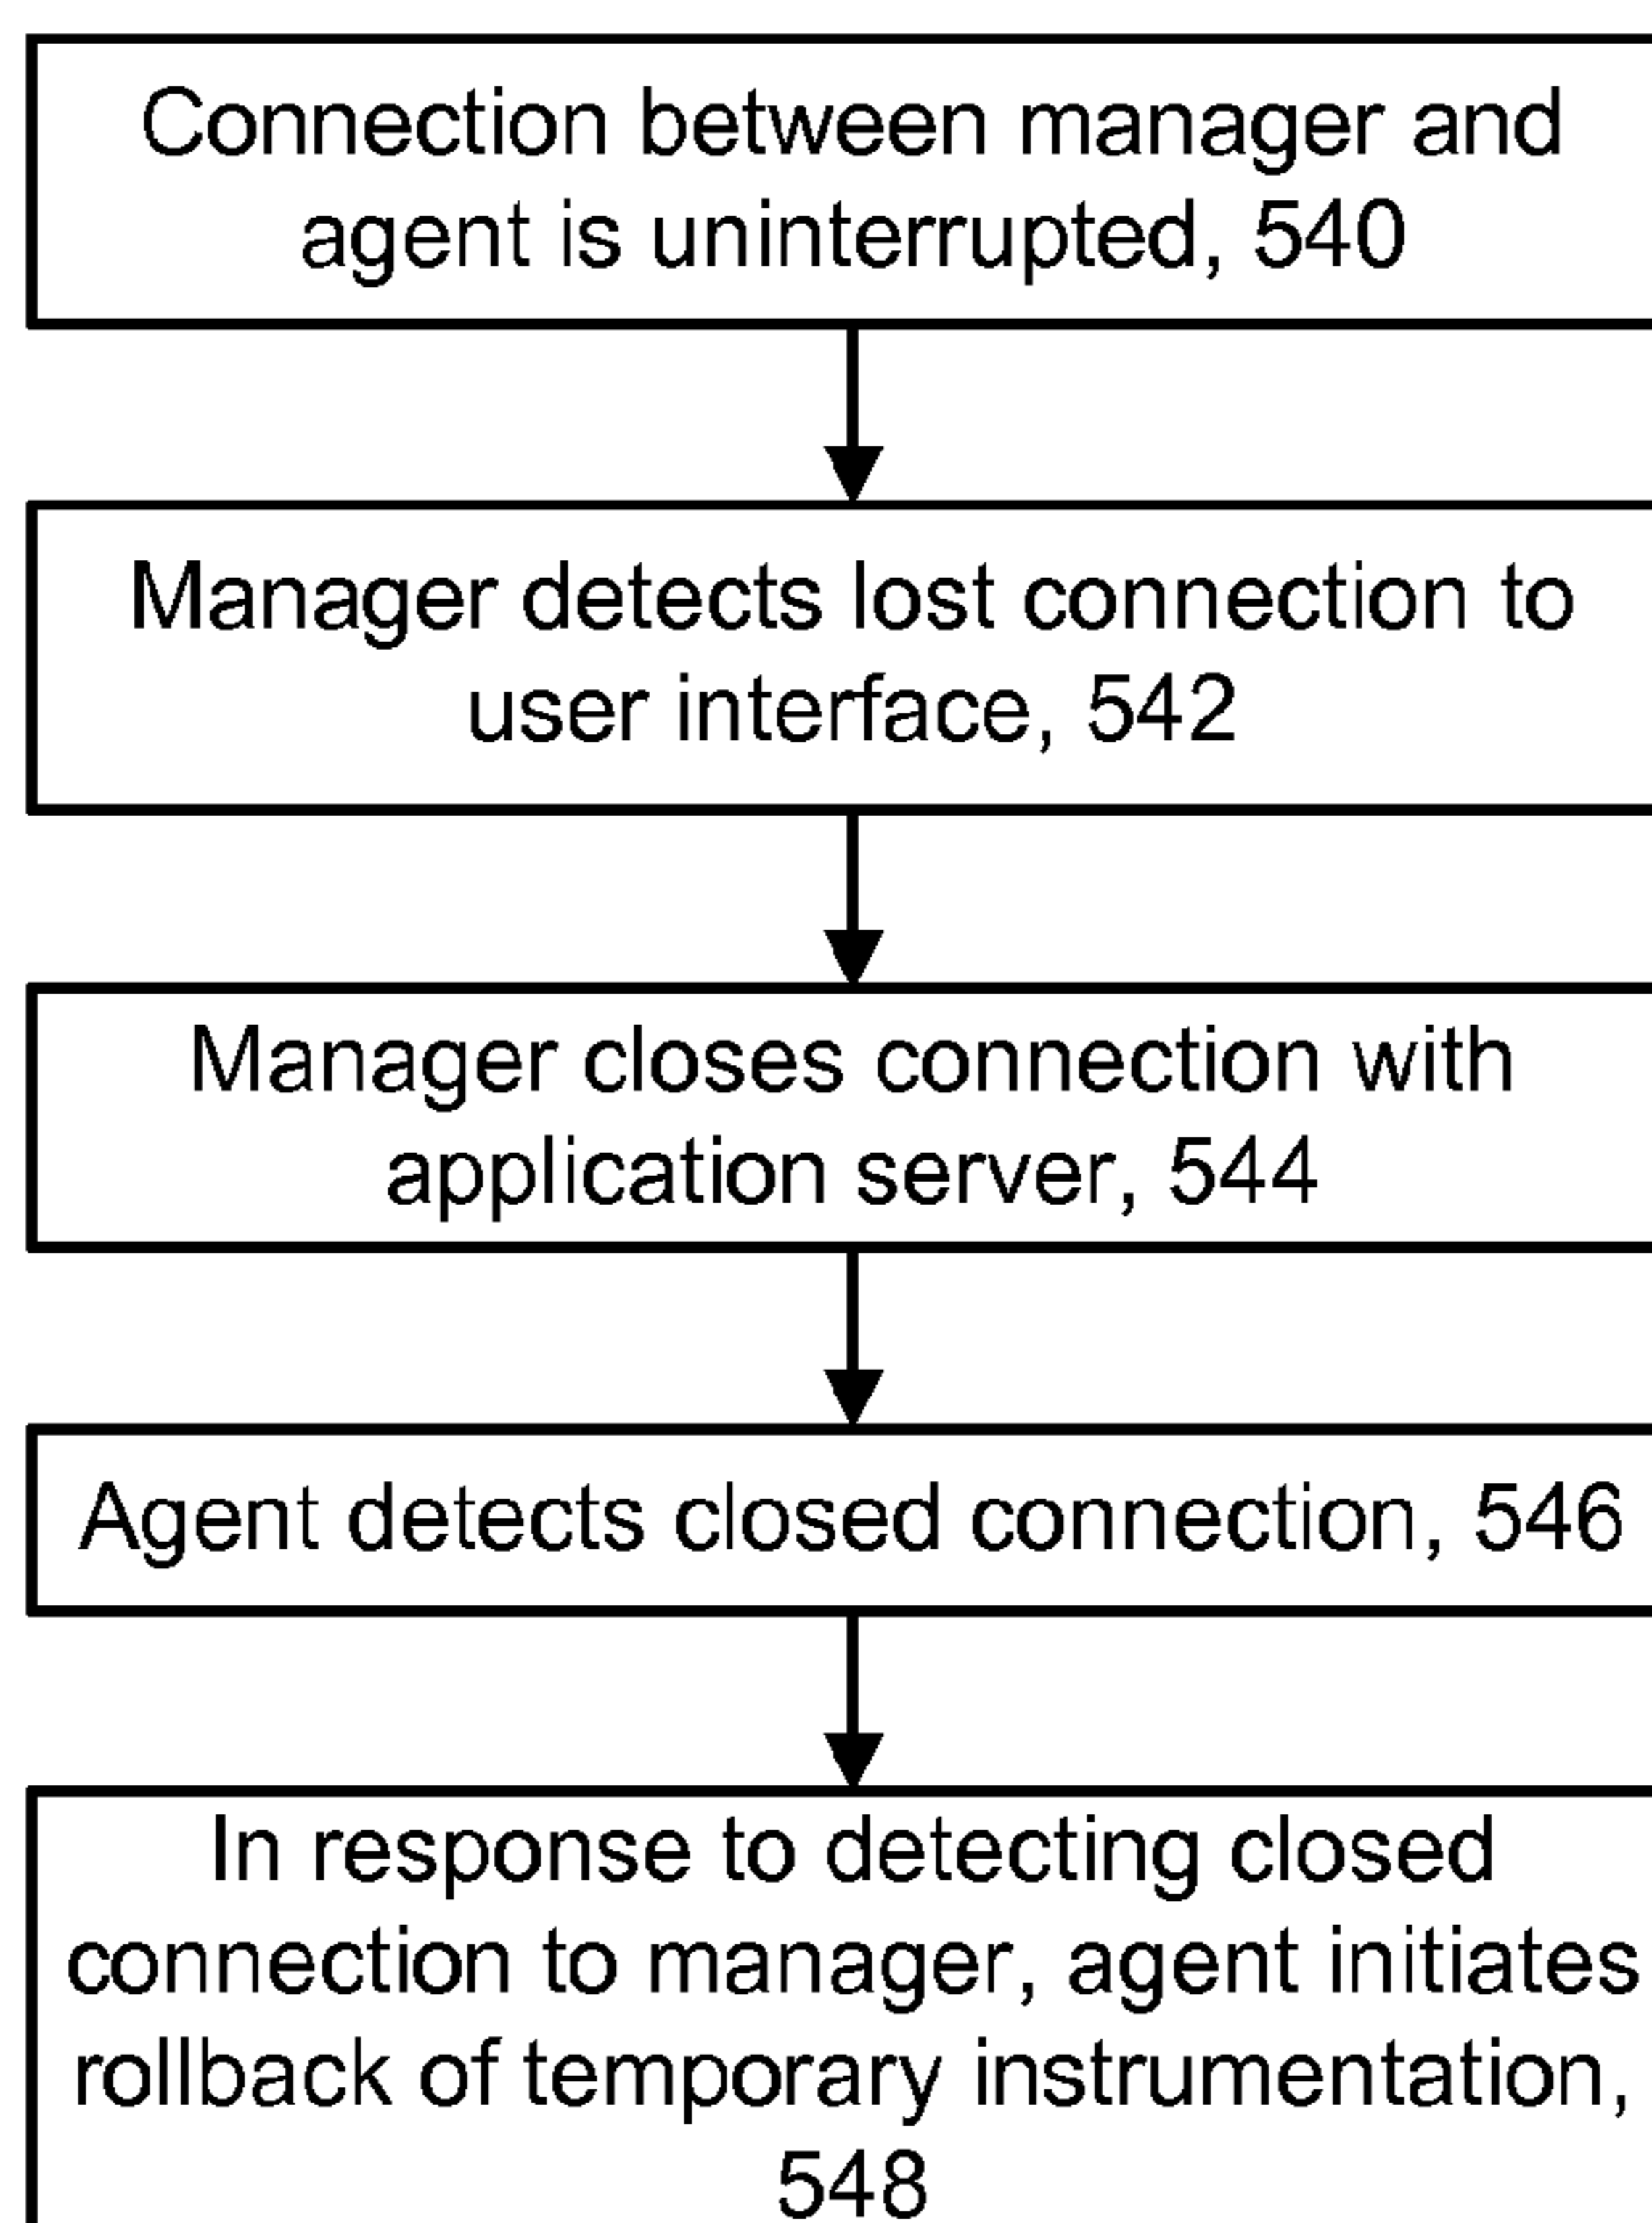 Connection between manager and
agent is uninterrupted, 540
Manager detects lost connection to
user interface, 542
Manager closes connection with
application server, 544
Agent detects closed connection, 546
In response to detecting closed
connection to manager, agent initiates
rollback of temporary instrumentation,
548